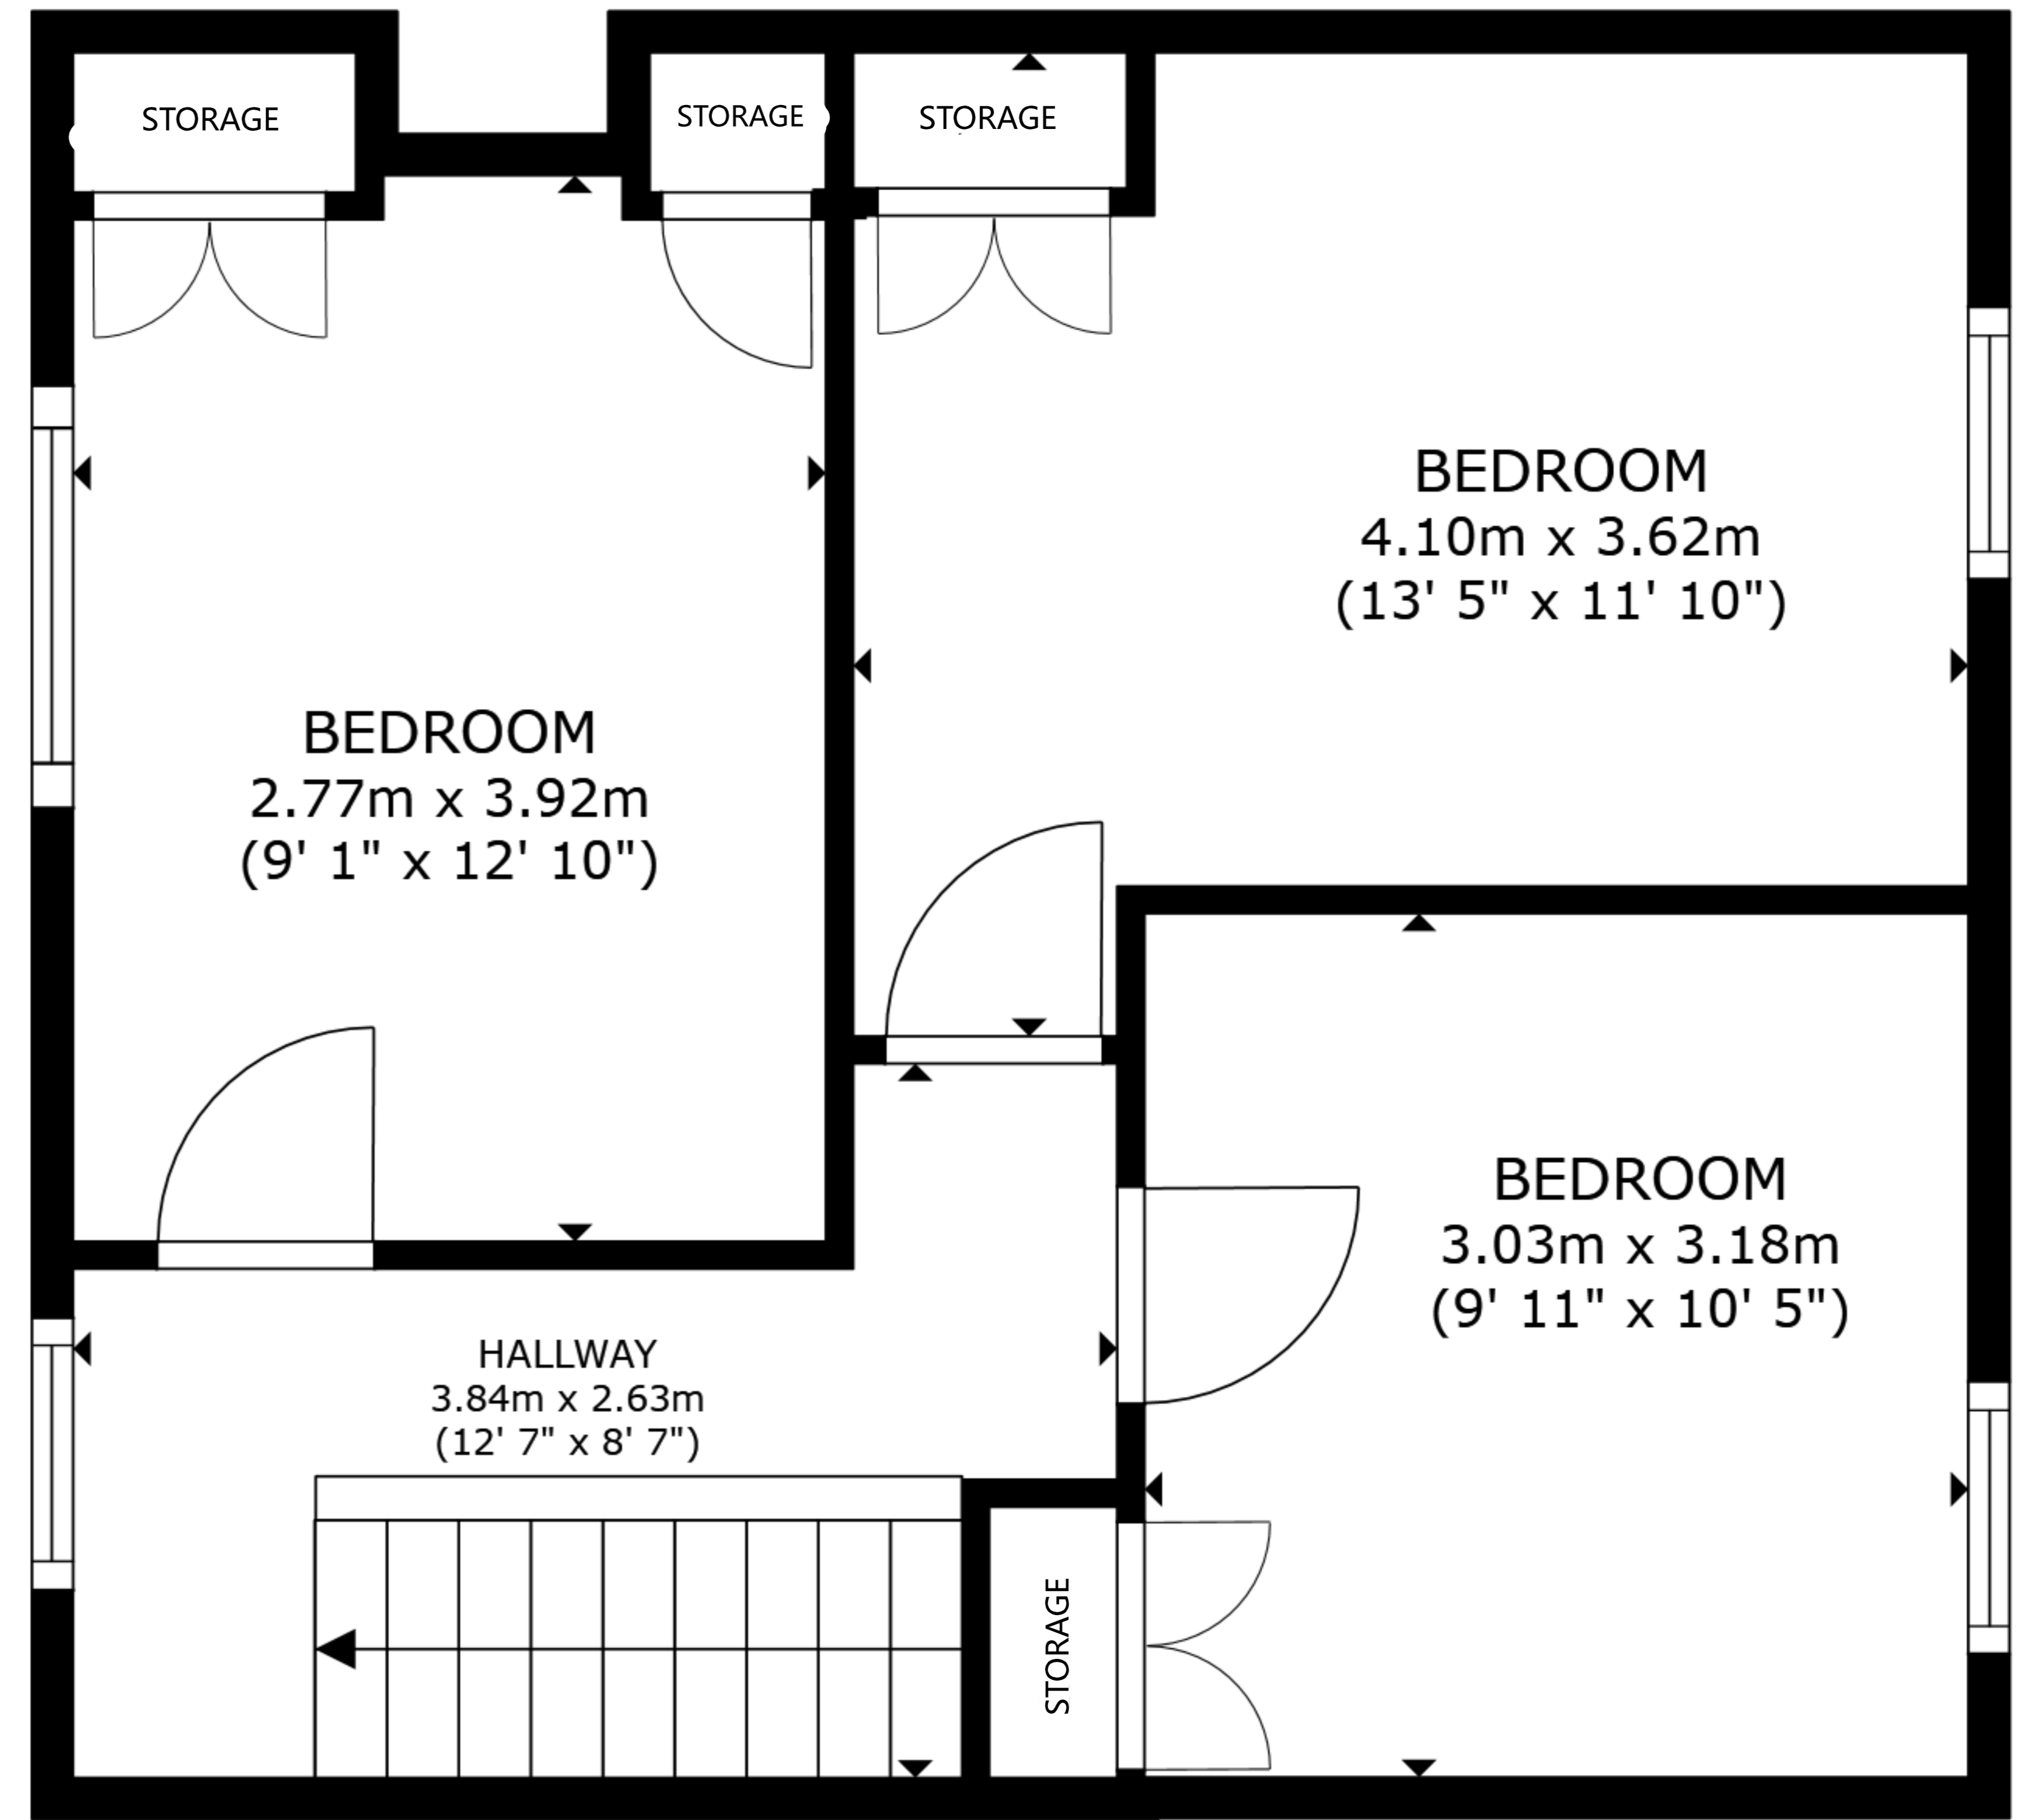 STORAGE
STORAGE
STORAGE
BEDROOM
4.10m x 3.62m
(13' 5" x 11' 10")
BEDROOM
2.77m x 3.92m
(9' 1" x 12' 10")
BEDROOM
3.03m x 3.18m
(9' 11" x 10' 5")
HALLWAY
3.84m x 2.63m
(12' 7" x 8' 7")
STORAGE